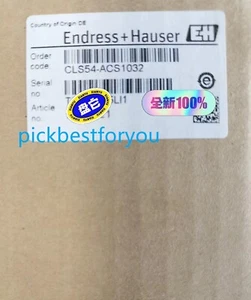 Country of Origin DE
Endress+Hauser
EH
Order
code:
CLS54-ACS1032
Serial
no.:
Article
no.:
全新100%
pickbestforyou